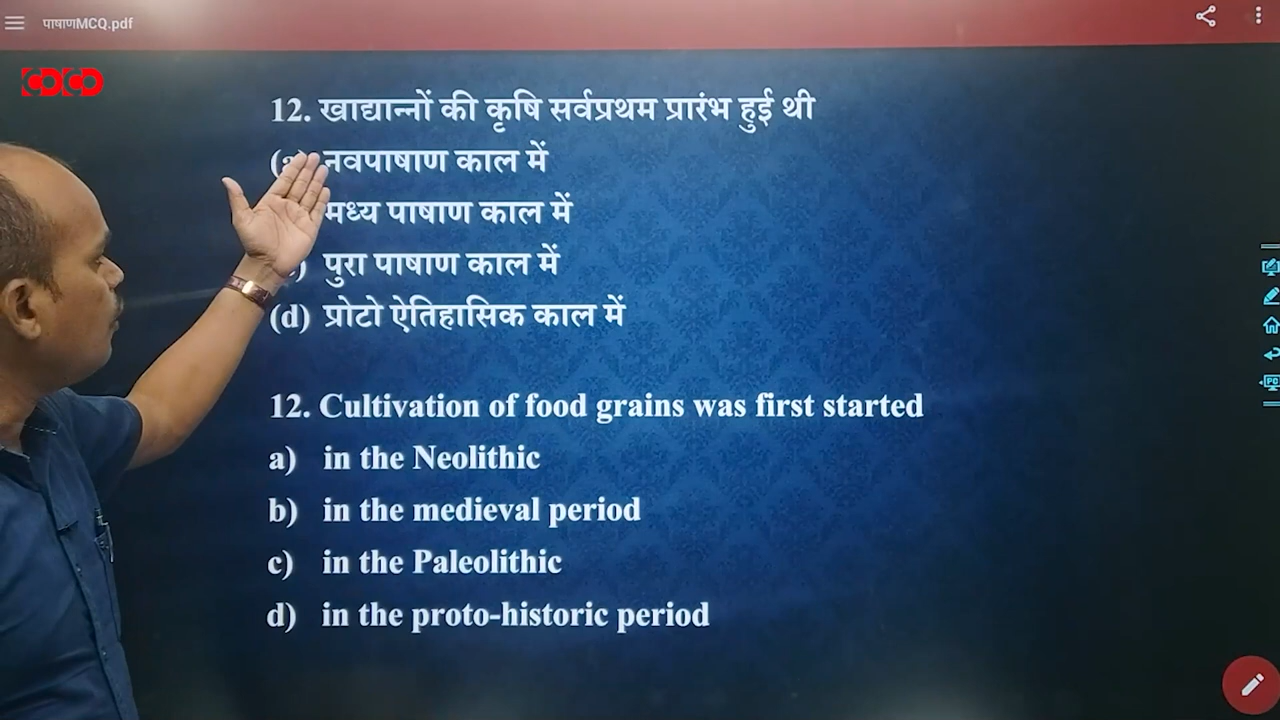 पाषाणMCQ.pdf
COCO
12. खाद्यान्नों की कृषि सर्वप्रथम प्रारंभ हुई थी
नवपाषाण काल में
मध्य पाषाण काल में
पुरा पाषाण काल में
(d) प्रोटो ऐतिहासिक काल में
12. Cultivation of food grains was first started
a) in the Neolithic
b) in the medieval period
c) in the Paleolithic
d) in the proto-historic period